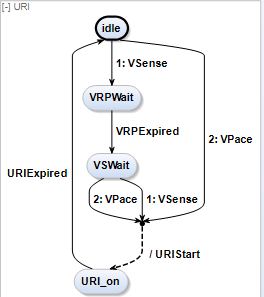 [-] URI
idle
1: VSense
VRPWait
VRPExpired
2: VPace
VSWait
URIExpired
2: VPace 1: VSense
/ URIStart
URI_on